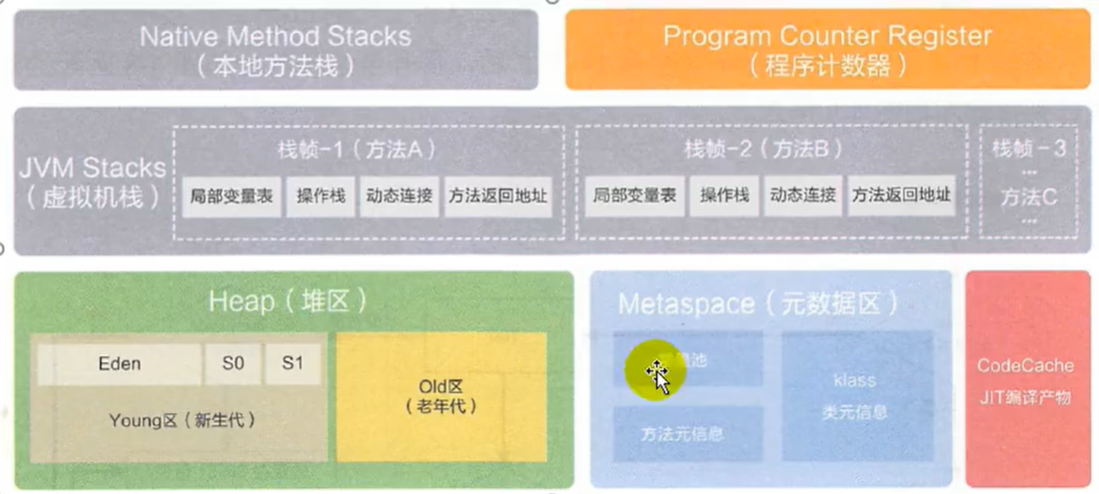 Native Method Stacks
（本地方法栈）
Program Counter Register
（程序计数器）
JVM Stacks
（虚拟机栈）
栈帧-1（方法A）
局部变量表
操作栈
动态连接
方法返回地址
栈帧-2（方法B）
局部变量表
操作栈
动态连接
方法返回地址
栈帧-3
...
方法C
...
Heap（堆区）
Eden
S0
S1
Young区（新生代）
Old区
（老年代）
Metaspace（元数据区）
池
方法元信息
klass
类元信息
CodeCache
JIT编译产物